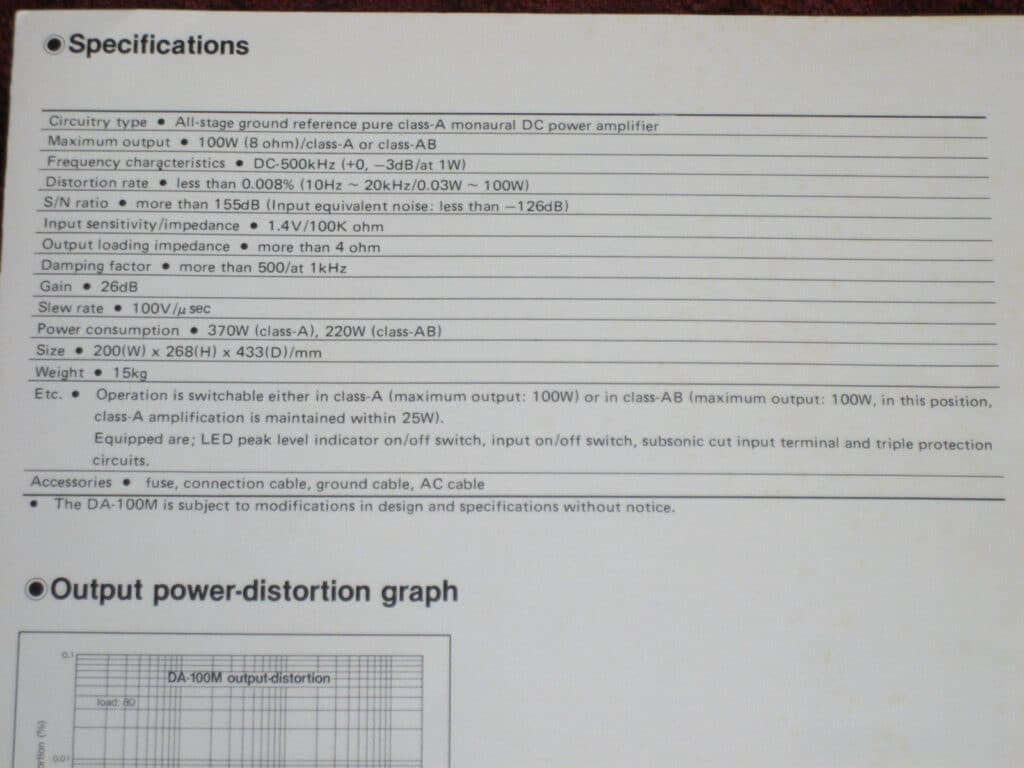 Specifications
Circuitry type ● All-stage ground reference pure class-A monaural DC power amplifier
Maximum output ● 100W (8 ohm)/class-A or class-AB
Frequency characteristics ● DC-500kHz (+0, −3dB/at 1W)
Distortion rate ● less than 0.008% (10Hz ~ 20kHz/0.03W ~ 100W)
S/N ratio ● more than 155dB (Input equivalent noise: less than −126dB)
Input sensitivity/impedance ● 1.4V/100K ohm
Output loading impedance ● more than 4 ohm
Damping factor ● more than 500/at 1kHz
Gain ● 26dB
Slew rate ● 100V/μ sec
Power consumption ● 370W (class-A), 220W (class-AB)
Size ● 200(W) x 268(H) x 433(D)/mm
Weight ● 15kg
Etc. ● Operation is switchable either in class-A (maximum output: 100W) or in class-AB (maximum output: 100W, in this position,
class-A amplification is maintained within 25W).
Equipped are; LED peak level indicator on/off switch, input on/off switch, subsonic cut input terminal and triple protection
circuits.
Accessories ● fuse, connection cable, ground cable, AC cable
● The DA-100M is subject to modifications in design and specifications without notice.
Output power-distortion graph
0.1
DA-100M output-distortion
load: 8Ω
0.01
(%)